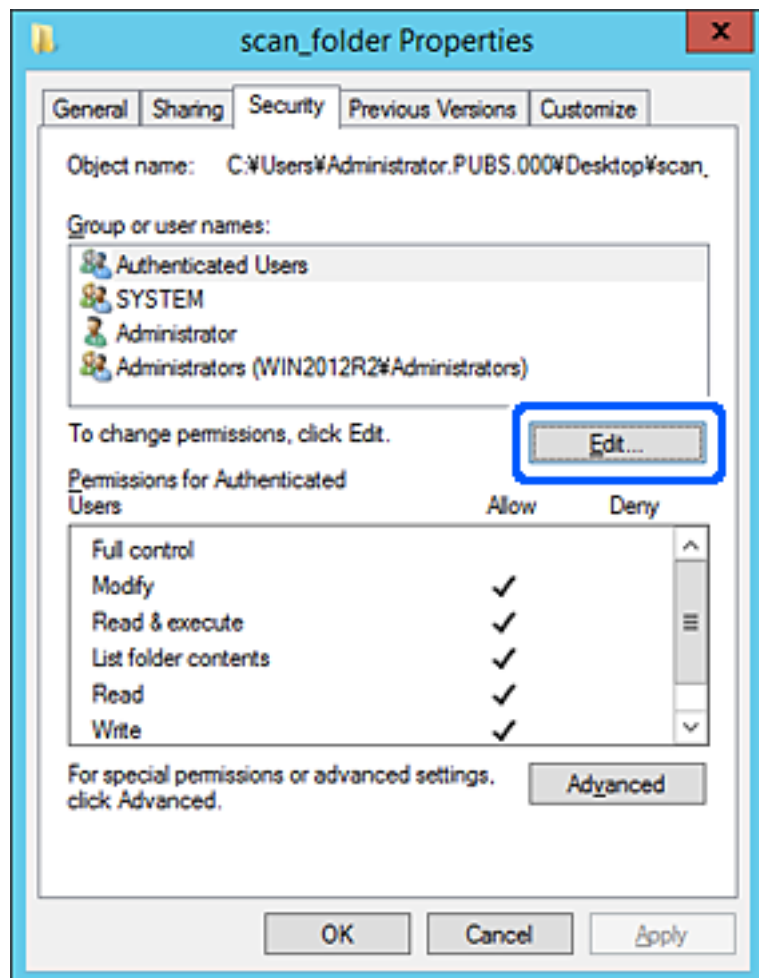 scan_folder Properties
x
General Sharing Security Previous Versions Customize
Object name: C:¥Users¥Administrator.PUBS.000¥Desktop¥scan_
Group or user names:
Authenticated Users
SYSTEM
Administrator
Administrators (WIN2012R2¥Administrators)
To change permissions, click Edit.
Edit...
Permissions for Authenticated
Users Allow Deny
Full control
Modify
Read & execute
List folder contents
Read
Write
For special permissions or advanced settings,
click Advanced.
Advanced
OK Cancel Apply